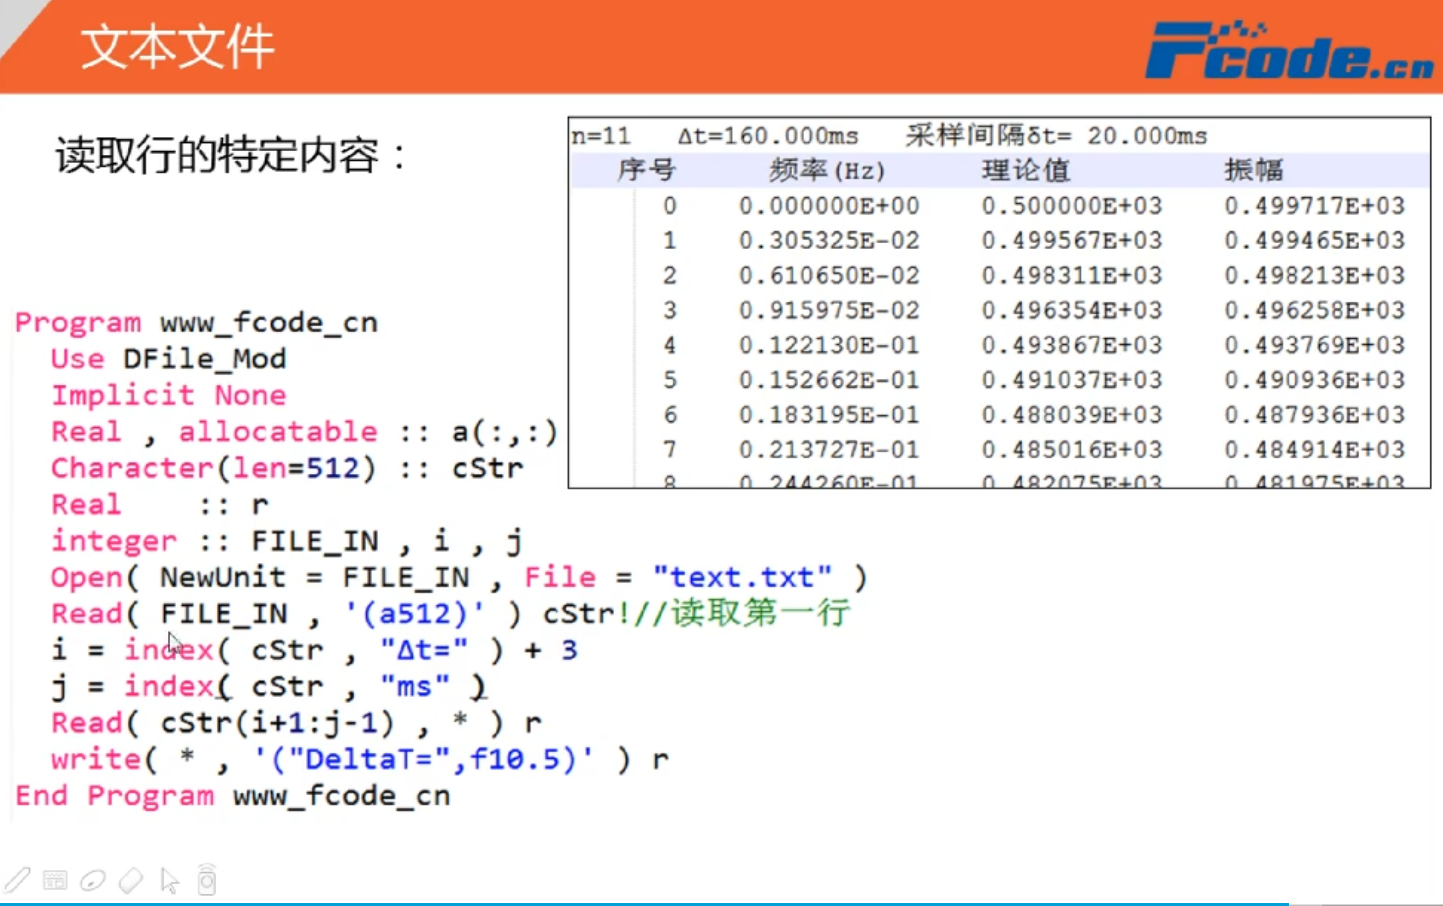 文本文件
Fcode.cn
读取行的特定内容：
n=11 Δt=160.000ms 采样间隔δt= 20.000ms
序号 频率(Hz) 理论值 振幅
0 0.000000E+00 0.500000E+03 0.499717E+03
1 0.305325E-02 0.499567E+03 0.499465E+03
2 0.610650E-02 0.498311E+03 0.498213E+03
3 0.915975E-02 0.496354E+03 0.496258E+03
4 0.122130E-01 0.493867E+03 0.493769E+03
5 0.152662E-01 0.491037E+03 0.490936E+03
6 0.183195E-01 0.488039E+03 0.487936E+03
7 0.213727E-01 0.485016E+03 0.484914E+03
8 0.244260E-01 0.482075E+03 0.481975E+03
Program www_fcode_cn
Use DFile_Mod
Implicit None
Real , allocatable :: a(:,:)
Character(len=512) :: cStr
Real :: r
integer :: FILE_IN , i , j
Open( NewUnit = FILE_IN , File = "text.txt" )
Read( FILE_IN , '(a512)' ) cStr!//读取第一行
i = index( cStr , "Δt=" ) + 3
j = index( cStr , "ms" )
Read( cStr(i+1:j-1) , * ) r
write( * , '("DeltaT=",f10.5)' ) r
End Program www_fcode_cn